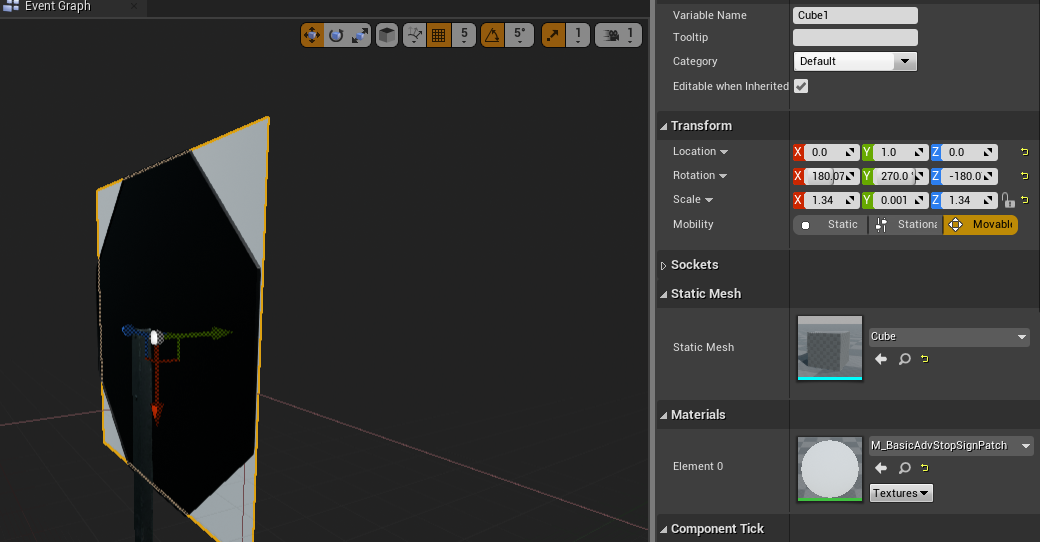 Event Graph
5
5°
1
1
Variable Name
Cube1
Tooltip
Category
Default
Editable when Inherited
Transform
Location
X 0.0 Y 1.0 Z 0.0
Rotation
X 180.07 Y 270.0 ° Z -180.0
Scale
X 1.34 Y 0.001 Z 1.34
Mobility
Static
Stationa
Movabl
Sockets
Static Mesh
Static Mesh
Cube
Materials
Element 0
M_BasicAdvStopSignPatch
Textures
Component Tick